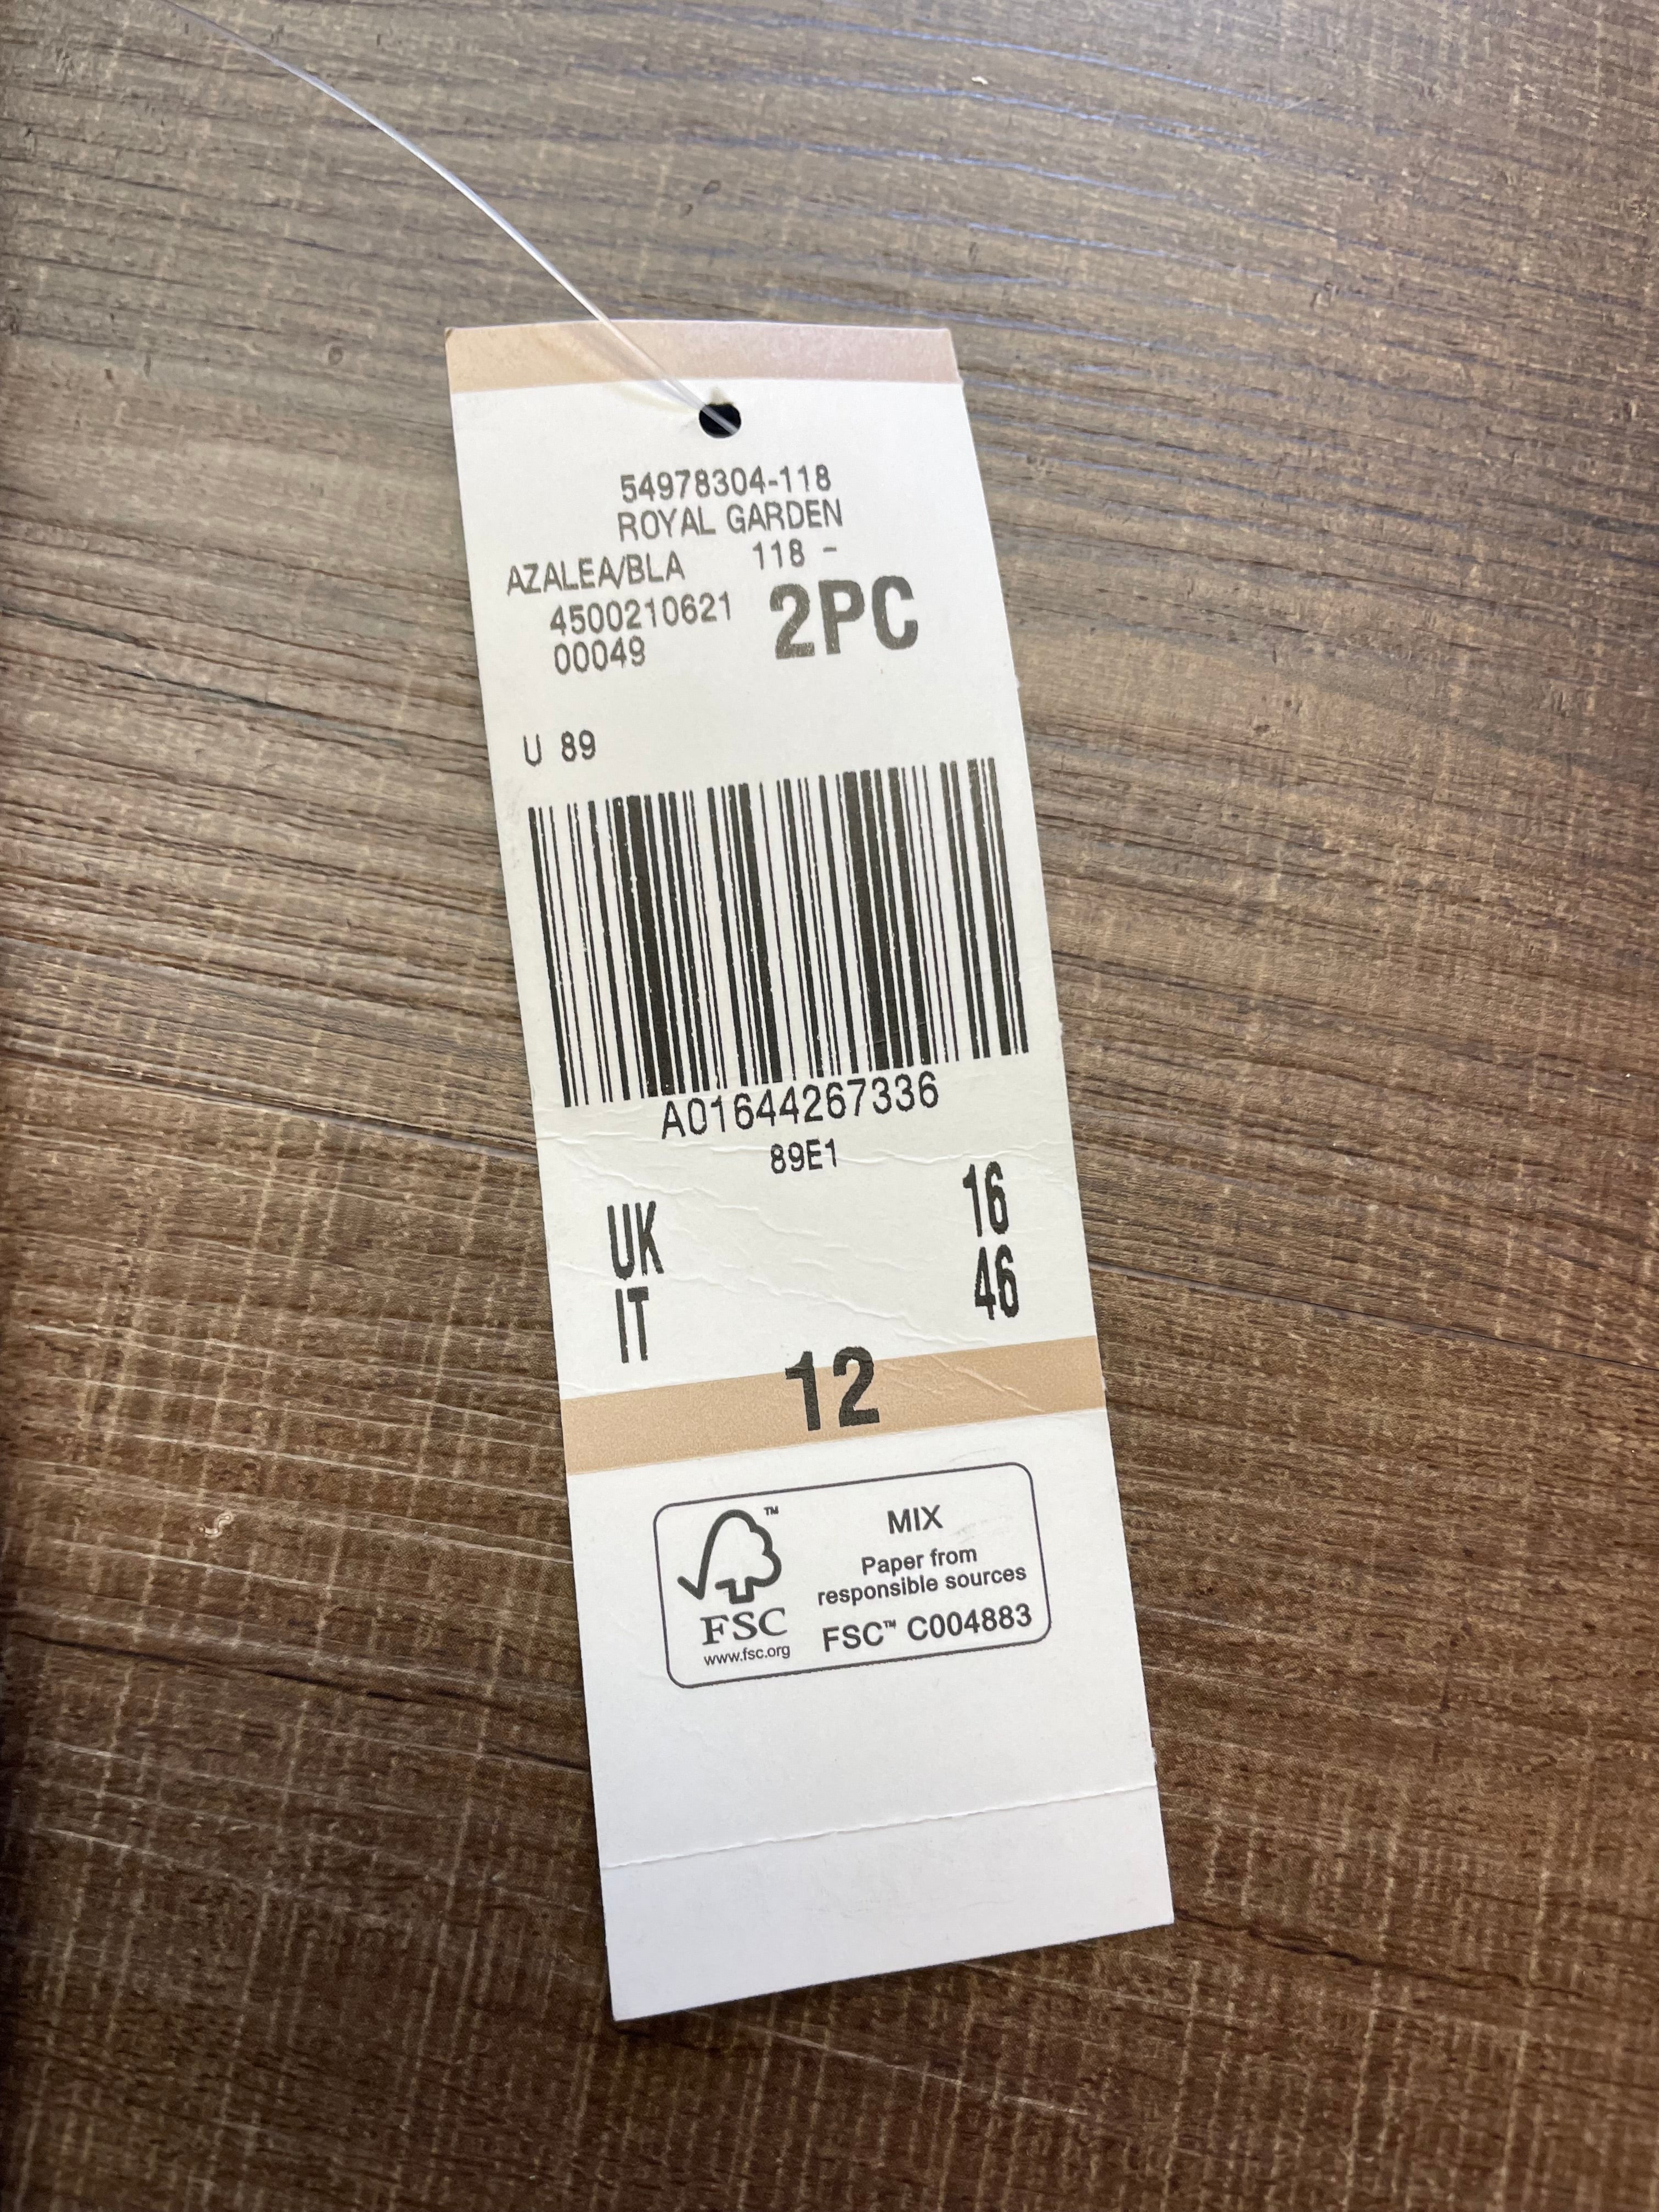 54978304-118
ROYAL GARDEN
AZALEA/BLA 118 -
4500210621
00049
2PC
U 89
A01644267336
89E1
UK 16
IT 46
12
FSC™
www.fsc.org
MIX
Paper from
responsible sources
FSC™ C004883